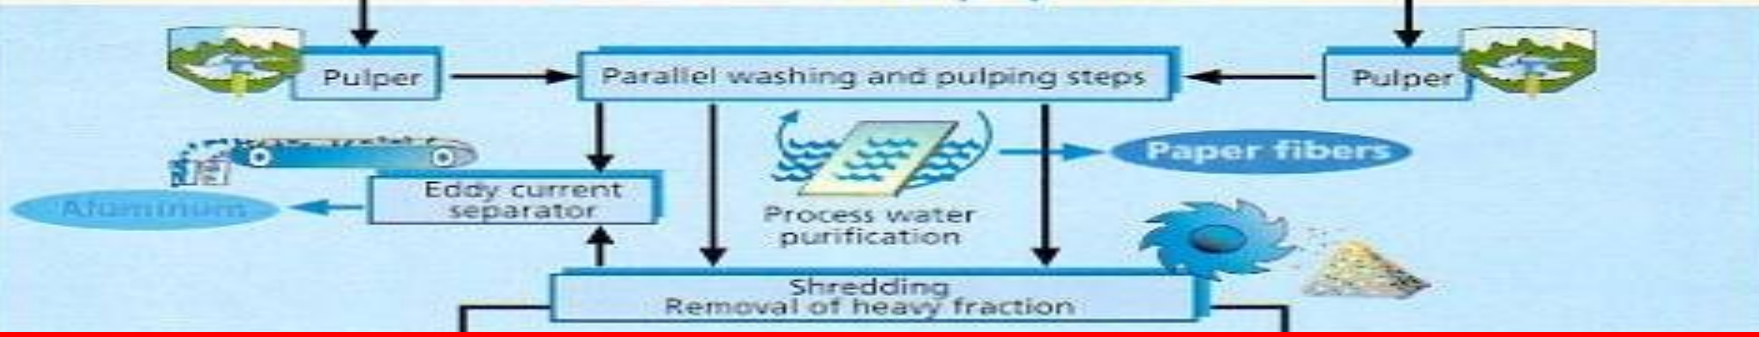 Pulper
Parallel washing and pulping steps
Pulper
Paper fibers
Eddy current
separator
Aluminum
Process water
purification
Shredding
Removal of heavy fraction